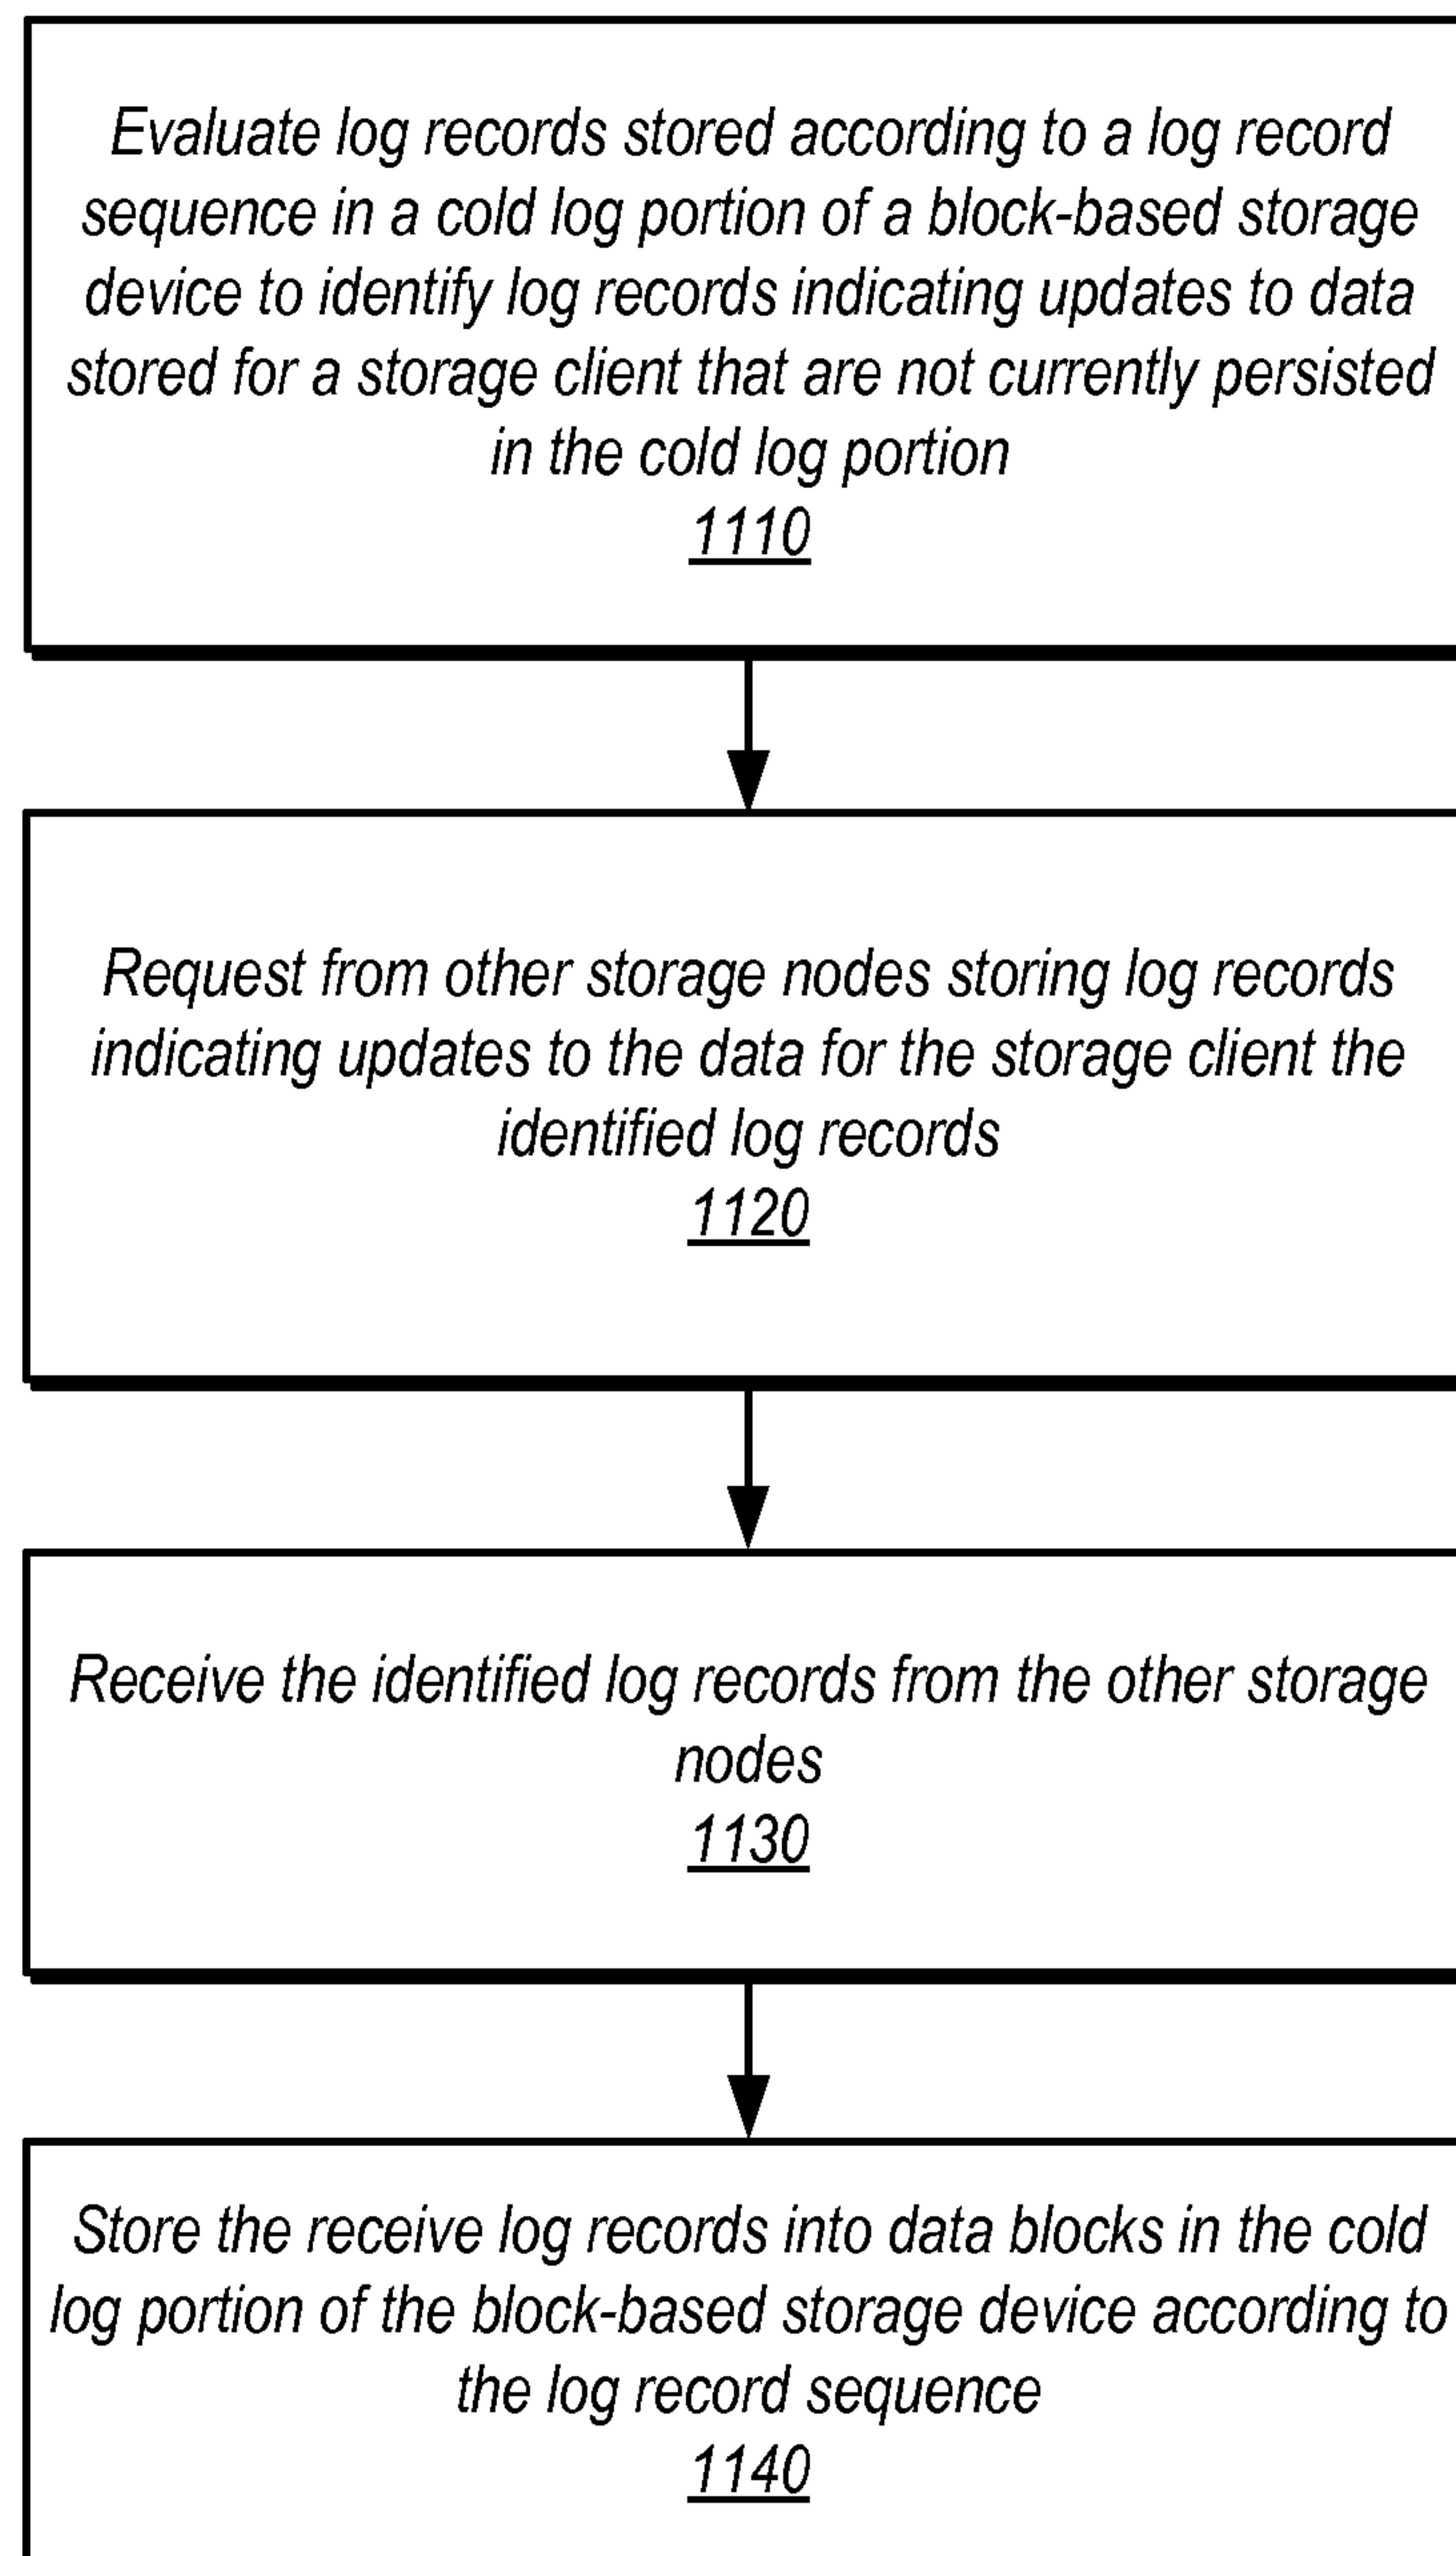 Evaluate log records stored according to a log record
sequence in a cold log portion of a block-based storage
device to identify log records indicating updates to data
stored for a storage client that are not currently persisted
in the cold log portion
1110
Request from other storage nodes storing log records
indicating updates to the data for the storage client the
identified log records
1120
Receive the identified log records from the other storage
nodes
1130
Store the receive log records into data blocks in the cold
log portion of the block-based storage device according to
the log record sequence
1140